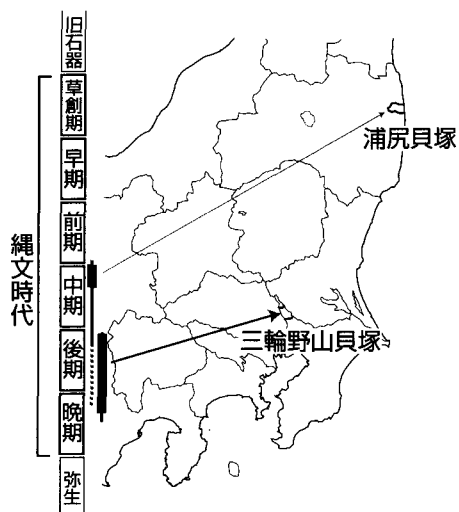 旧石器
草創期
早期
前期
中期
後期
晩期
弥生
縄文時代
浦尻貝塚
三輪野山貝塚